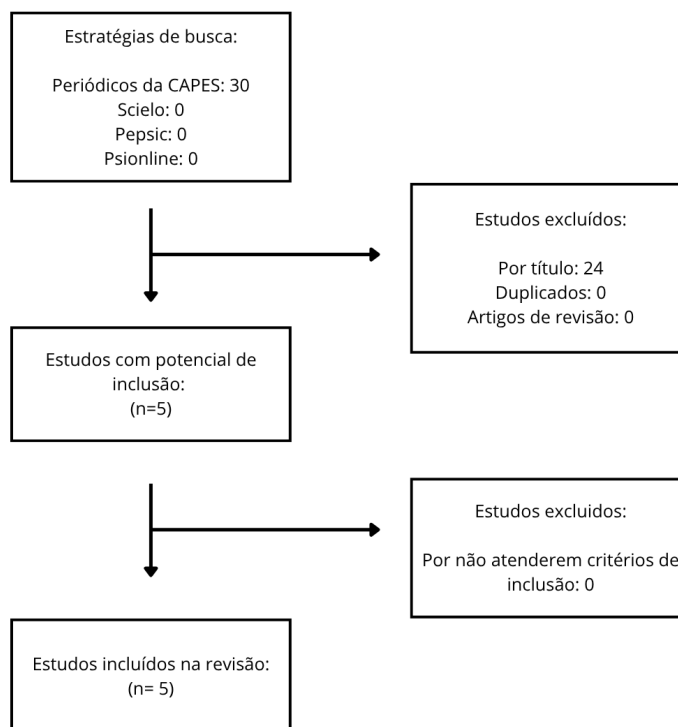 Estratégias de busca:
Periódicos da CAPES: 30
Scielo: 0
Pepsic: 0
Psionline: 0
Estudos excluídos:
Por título: 24
Duplicados: 0
Artigos de revisão: 0
Estudos com potencial de
inclusão:
(n=5)
Estudos excluidos:
Por não atenderem critérios de
inclusão: 0
Estudos incluídos na revisão:
(n= 5)